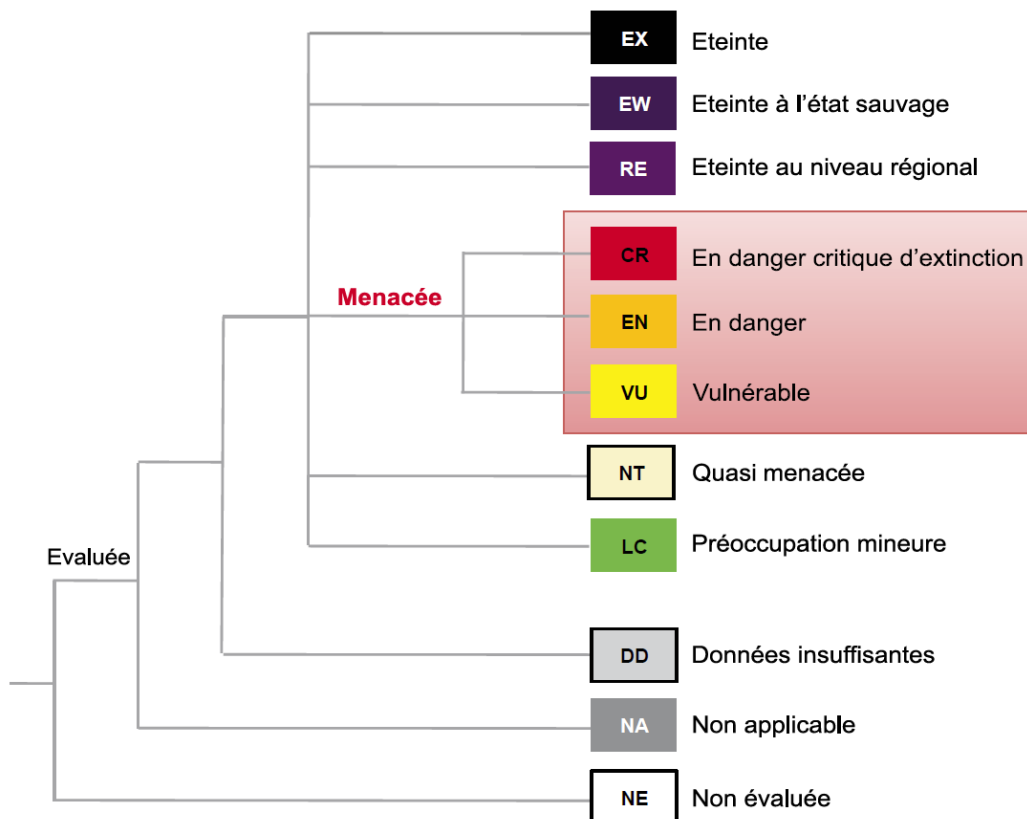 EX Eteinte
EW Eteinte à l'état sauvage
RE Eteinte au niveau régional
CR En danger critique d'extinction
Menacée
EN En danger
VU Vulnérable
NT Quasi menacée
LC Préoccupation mineure
Evaluée
DD Données insuffisantes
NA Non applicable
NE Non évaluée